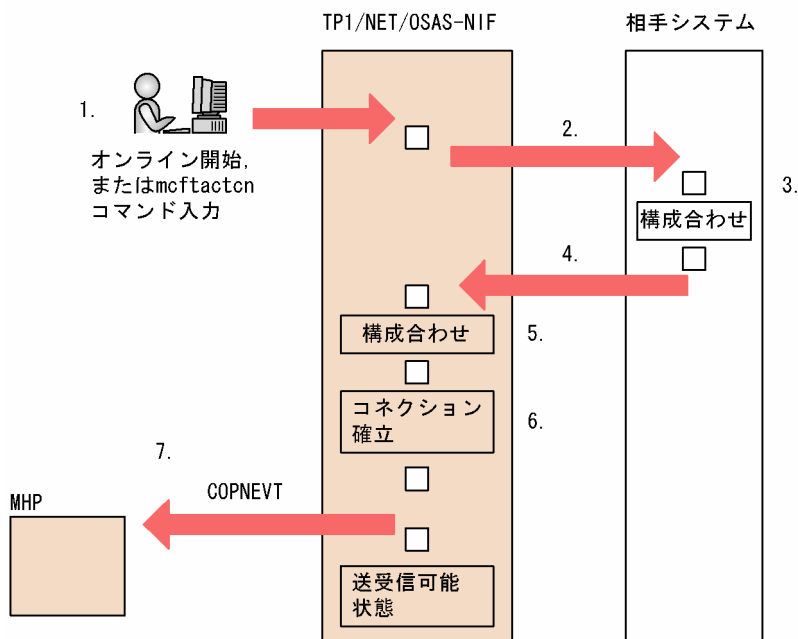 TP1/NET/OSAS-NIF
相手システム
1.
オンライン開始,
またはmcftactcn
コマンド入力
2.
3.
構成合わせ
4.
構成合わせ
5.
コネクション
確立
6.
7.
COPNEVT
MHP
送受信可能
状態